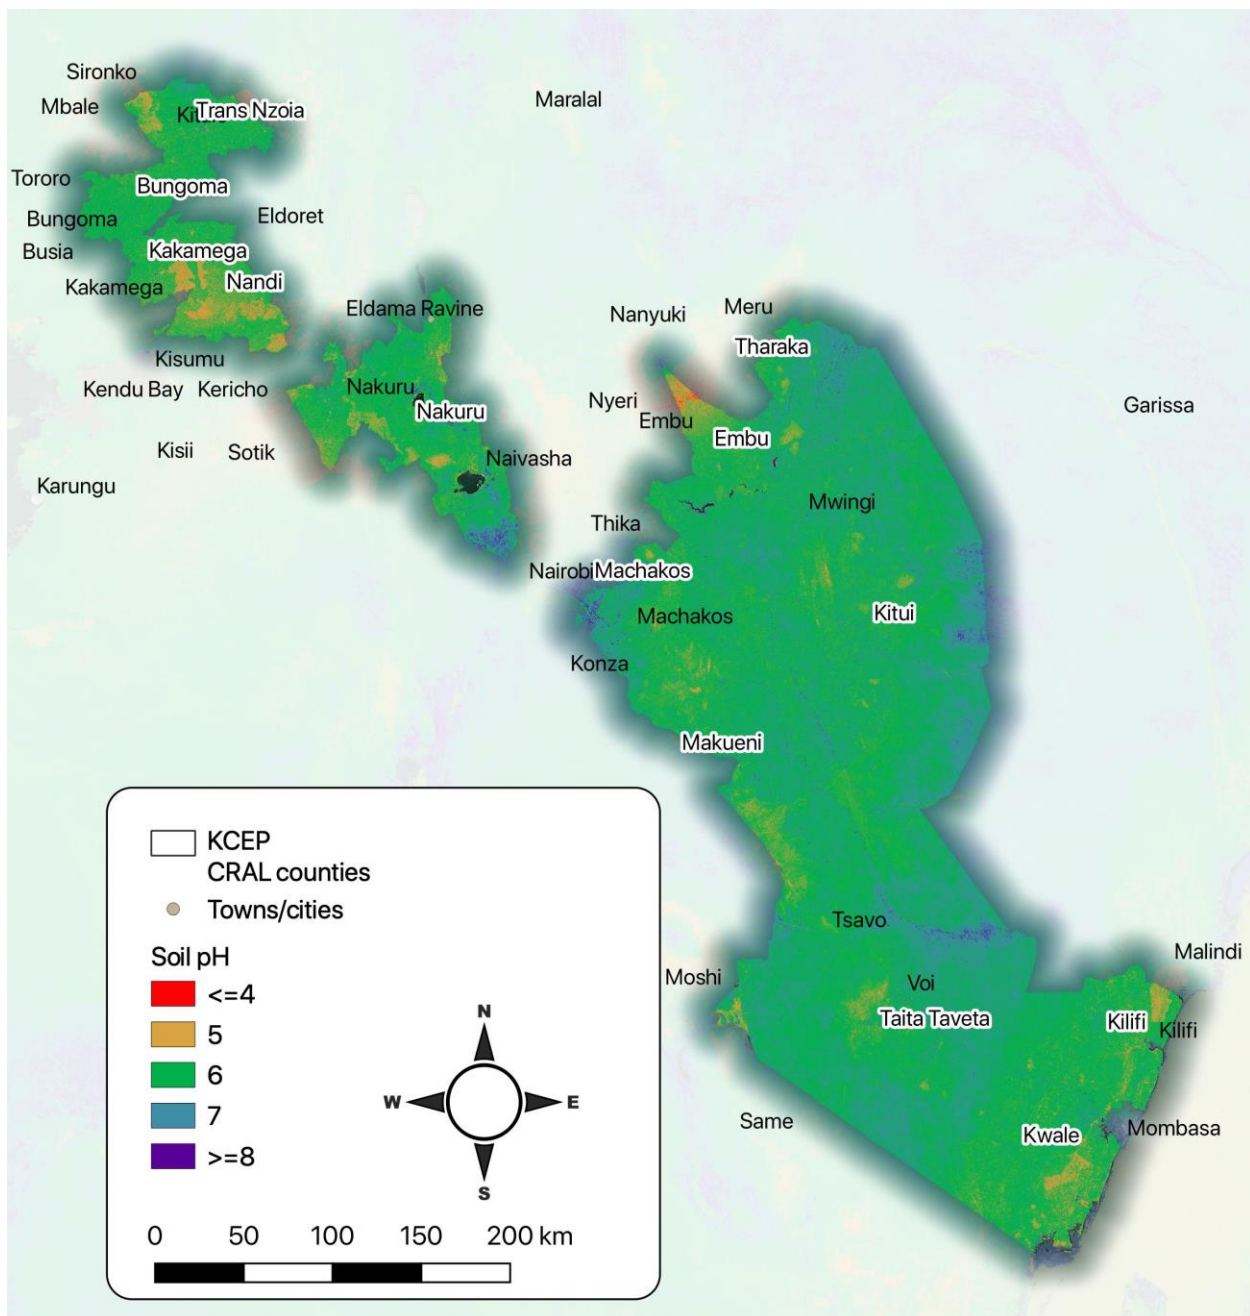 Sironko
Mbale
Kitale
Trans Nzoia
Maralal
Tororo
Bungoma
Bungoma
Eldoret
Busia
Kakamega
Kakamega
Nandi
Eldama Ravine
Nanyuki
Meru
Tharaka
Kisumu
Kendu Bay
Kericho
Nakuru
Nakuru
Nyeri
Embu
Embu
Garissa
Kisii
Sotik
Naivasha
Karungu
Mwingi
Thika
Nairobi
Machakos
Machakos
Kitui
Konza
Makueni
Tsavo
Moshi
Voi
Taita Taveta
Malindi
Kilifi
Kilifi
Same
Kwale
Mombasa
KCEP
CRAL counties
Towns/cities
Soil pH
<=4
5
6
7
>=8
N
W E
S
0 50 100 150 200 km